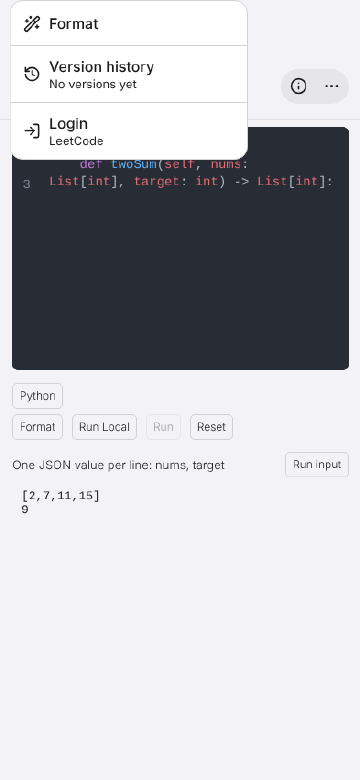 Format
Version history
No versions yet
Login
LeetCode
def twoSum(self, nums:
3 List[int], target: int) -> List[int]:
Python
Format Run Local Run Reset
One JSON value per line: nums, target Run input
[2,7,11,15]
9